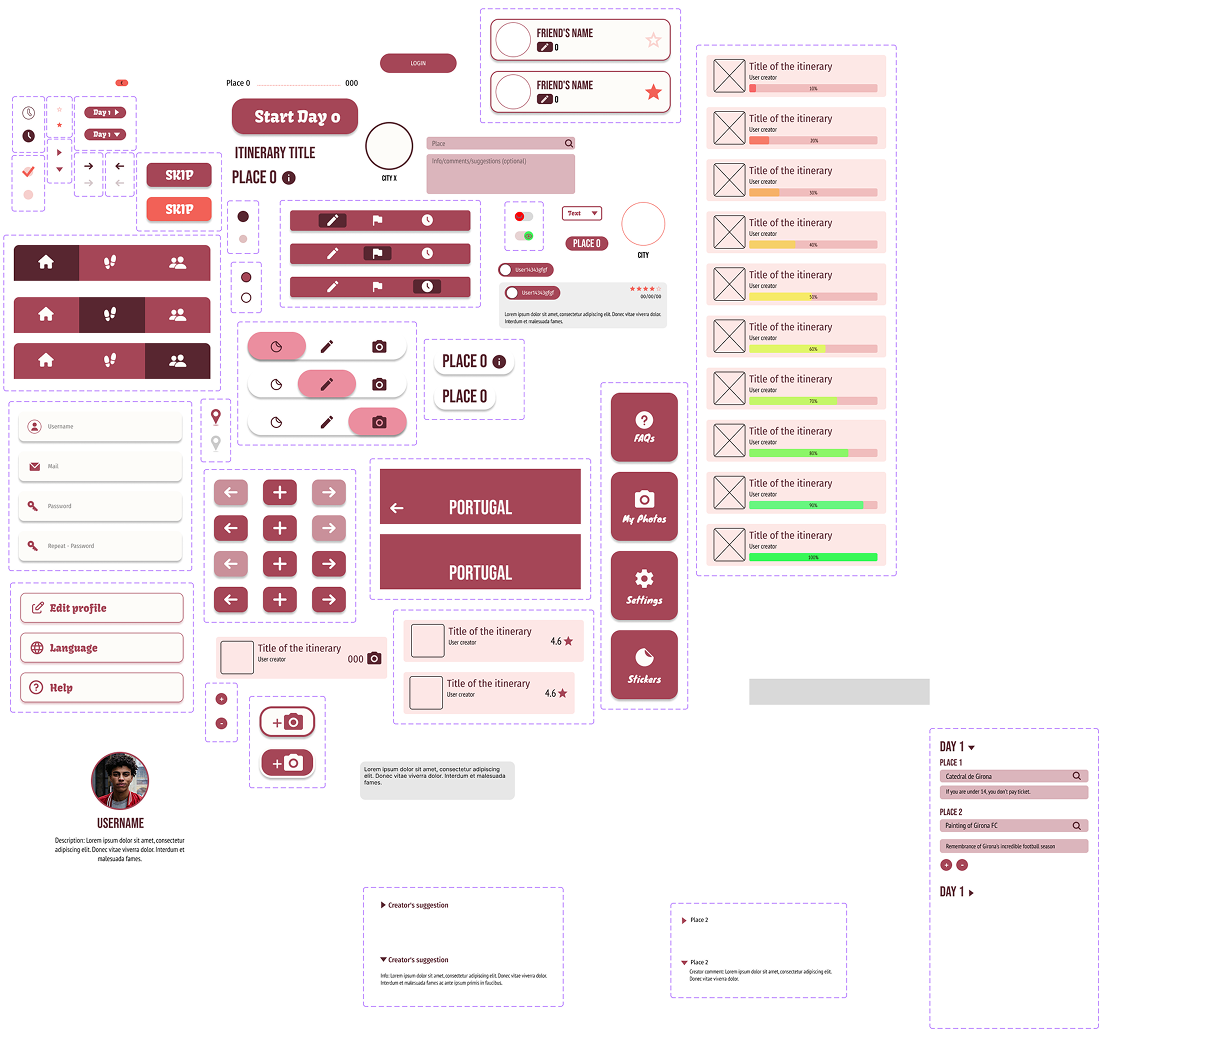 LOGIN
Place 0
000
Start Day 0
ITINERARY TITLE
PLACE 0
CITY X
Day 1
Day 1
SKIP
SKIP
FRIEND'S NAME
0
FRIEND'S NAME
0
Place
Info/comments/suggestions (optional)
Text
PLACE 0
CITY
User14343gfgf
User14343gfgf
00/00/00
Lorem ipsum dolor sit amet, consectetur adipiscing elit. Donec vitae viverra dolor.
Interdum et malesuada fames.
Title of the itinerary
User creator
10%
Title of the itinerary
User creator
20%
Title of the itinerary
User creator
30%
Title of the itinerary
User creator
40%
Title of the itinerary
User creator
50%
Title of the itinerary
User creator
60%
Title of the itinerary
User creator
70%
Title of the itinerary
User creator
80%
Title of the itinerary
User creator
90%
Title of the itinerary
User creator
100%
PLACE 0
PLACE 0
Username
Mail
Password
Repeat - Password
PORTUGAL
PORTUGAL
FAQs
My Photos
Settings
Stickers
Edit profile
Language
Help
Title of the itinerary
User creator
000
Title of the itinerary
User creator
4.6
Title of the itinerary
User creator
4.6
USERNAME
Description: Lorem ipsum dolor sit amet, consectetur
adipiscing elit. Donec vitae viverra dolor. Interdum et
malesuada fames.
Lorem ipsum dolor sit amet, consectetur adipiscing
elit. Donec vitae viverra dolor. Interdum et malesuada
fames.
DAY 1
PLACE 1
Catedral de Girona
If you are under 14, you don't pay ticket.
PLACE 2
Painting of Girona FC
Remembrance of Girona's incredible football season
DAY 1
Creator's suggestion
Creator's suggestion
Info: Lorem ipsum dolor sit amet, consectetur adipiscing elit. Donec vitae viverra dolor.
Interdum et malesuada fames ac ante ipsum primis in faucibus.
Place 2
Place 2
Creator comment: Lorem ipsum dolor sit amet, consectetur adipiscing elit.
Donec vitae viverra dolor.